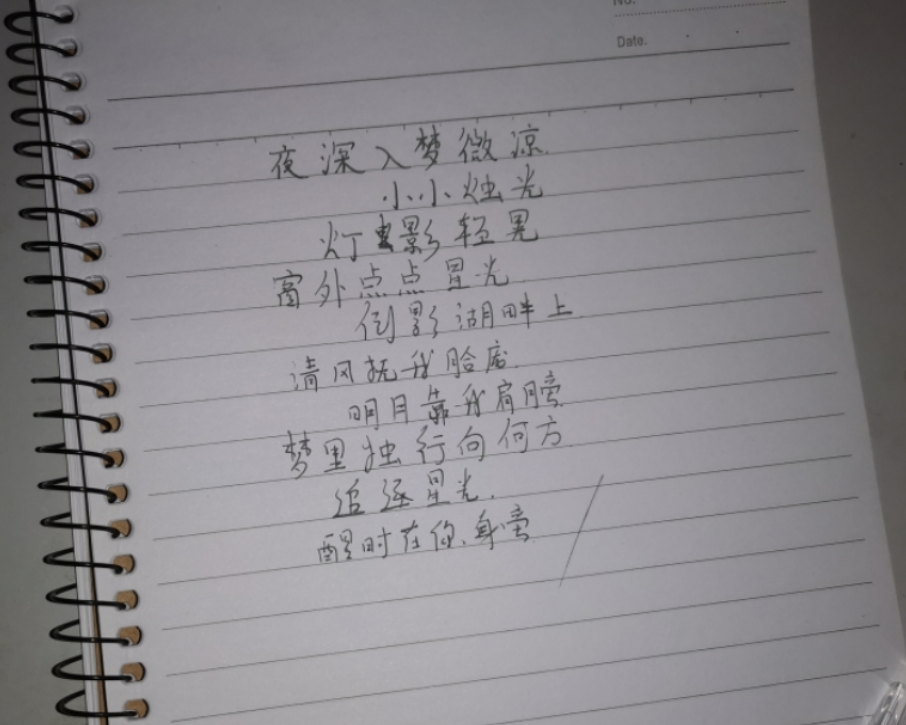 No.
Date.
夜深入梦微凉
小小烛光
灯影轻晃
窗外点点星光
倒影湖畔上
清风抚我脸庞
明月靠我肩膀
梦里独行向何方
追逐星光
醒时在你身旁